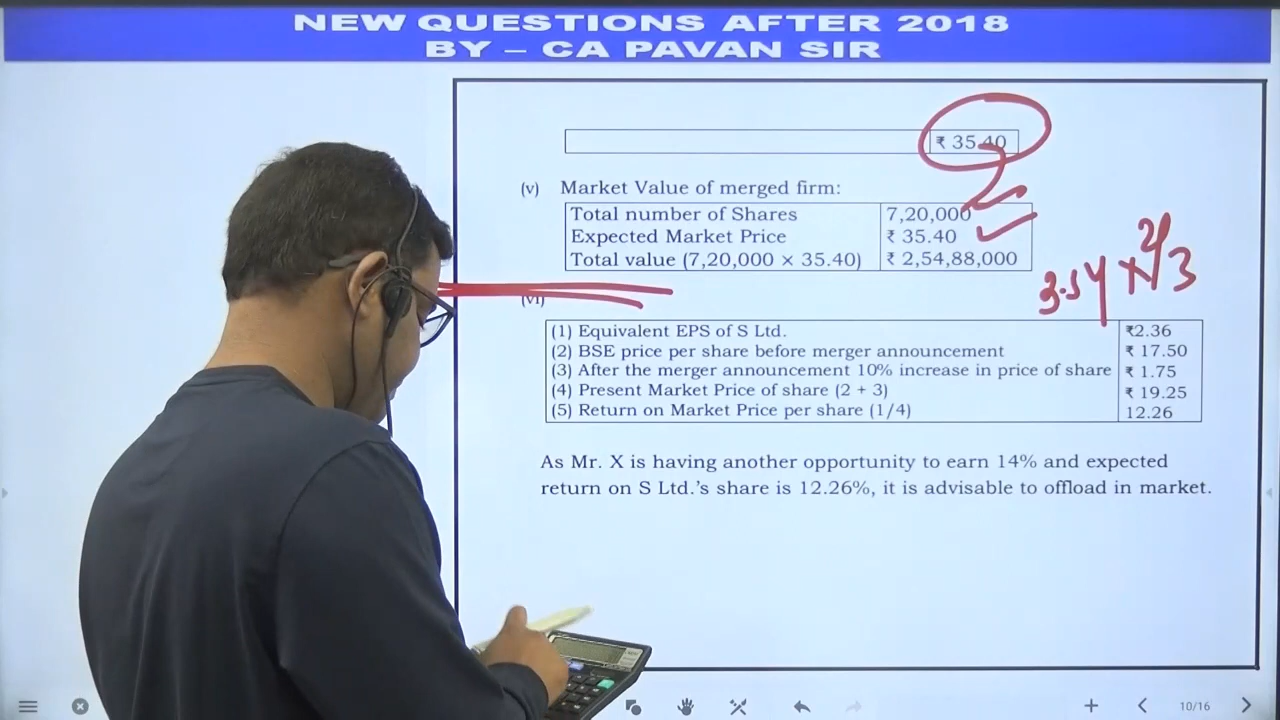 NEW QUESTIONS AFTER 2018
BY – CA PAVAN SIR
₹ 35.40
(v) Market Value of merged firm:
Total number of Shares 7,20,000
Expected Market Price ₹ 35.40
Total value (7,20,000 × 35.40) ₹ 2,54,88,000
3.54 × 2/3
(vi)
(1) Equivalent EPS of S Ltd. ₹2.36
(2) BSE price per share before merger announcement ₹ 17.50
(3) After the merger announcement 10% increase in price of share ₹ 1.75
(4) Present Market Price of share (2 + 3) ₹ 19.25
(5) Return on Market Price per share (1/4) 12.26
As Mr. X is having another opportunity to earn 14% and expected
return on S Ltd.'s share is 12.26%, it is advisable to offload in market.
10/16